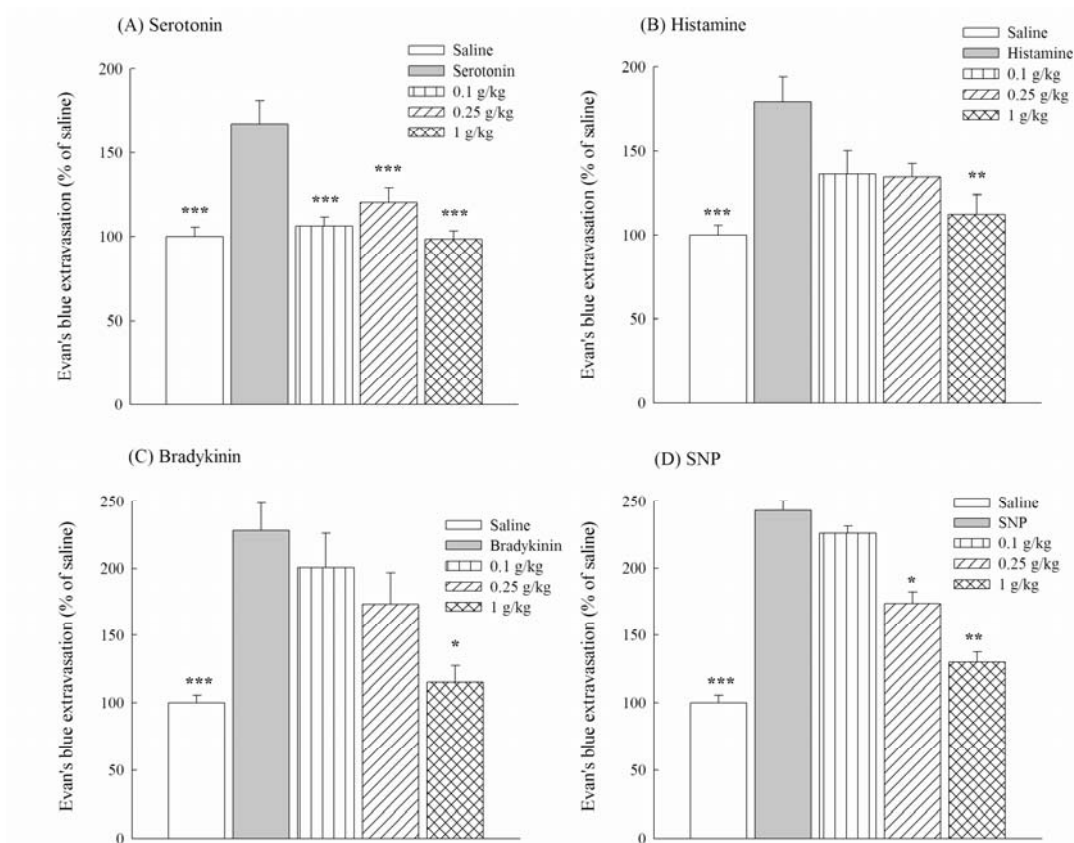 (A) Serotonin
Saline
Serotonin
0.1 g/kg
0.25 g/kg
1 g/kg
Evan's blue extravasation (% of saline)
200
150
100
50
0
***
***
***
***
(B) Histamine
Saline
Histamine
0.1 g/kg
0.25 g/kg
1 g/kg
Evan's blue extravasation (% of saline)
200
150
100
50
0
***
**
(C) Bradykinin
Saline
Bradykinin
0.1 g/kg
0.25 g/kg
1 g/kg
Evan's blue extravasation (% of saline)
250
200
150
100
50
0
***
*
(D) SNP
Saline
SNP
0.1 g/kg
0.25 g/kg
1 g/kg
Evan's blue extravasation (% of saline)
250
200
150
100
50
0
***
*
**